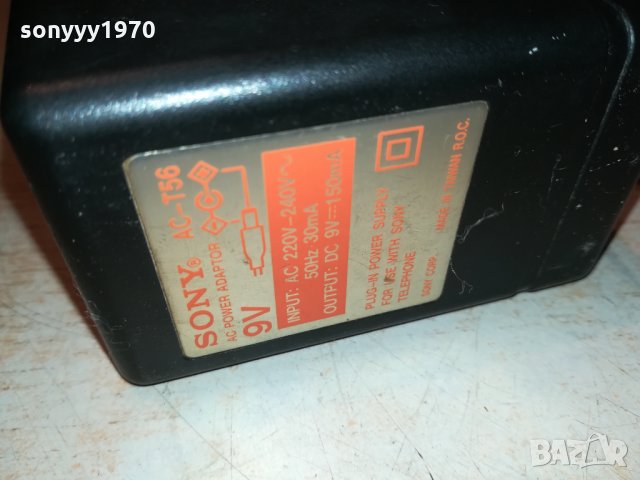 sonyyy1970
SONY® AC-T56
AC POWER ADAPTOR
9V
INPUT: AC 220V-240V~
50Hz 30mA
OUTPUT: DC 9V 150mA
PLUG-IN POWER SUPPLY
FOR USE WITH SONY
TELEPHONE
SONY CORP.
MADE IN TAIWAN R.O.C.
BAZAR